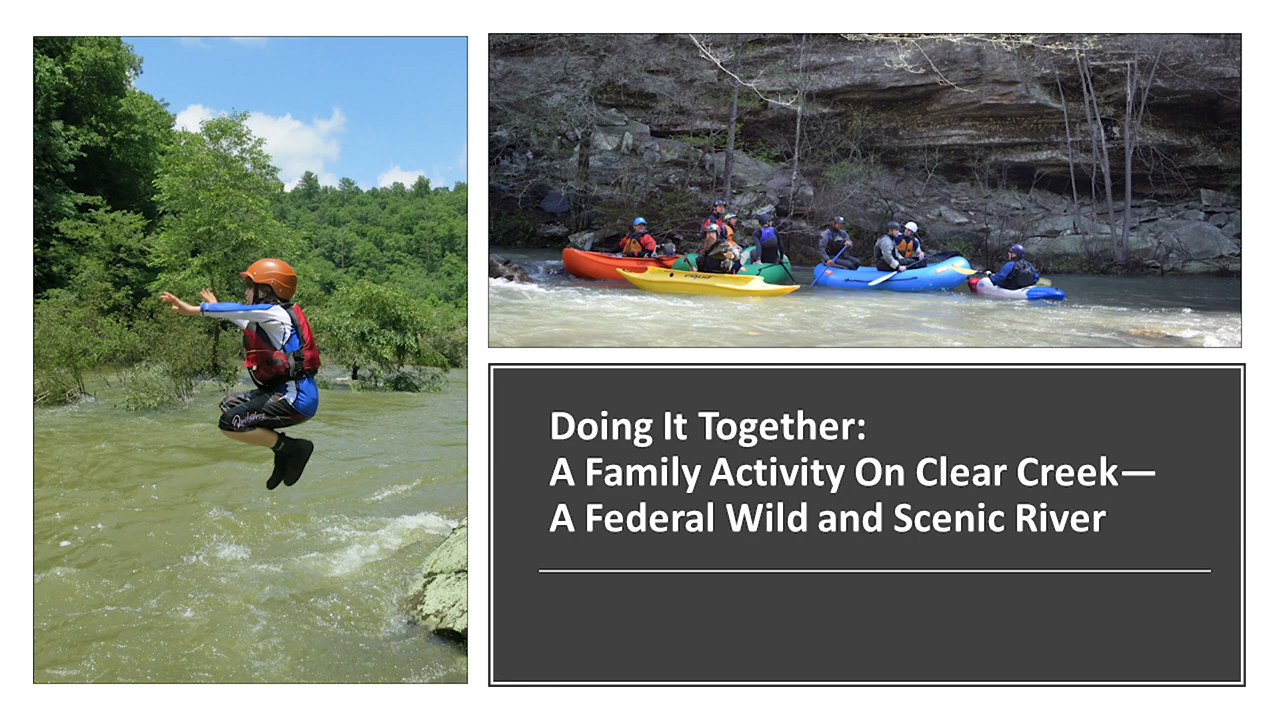 Doing It Together:
A Family Activity On Clear Creek—
A Federal Wild and Scenic River